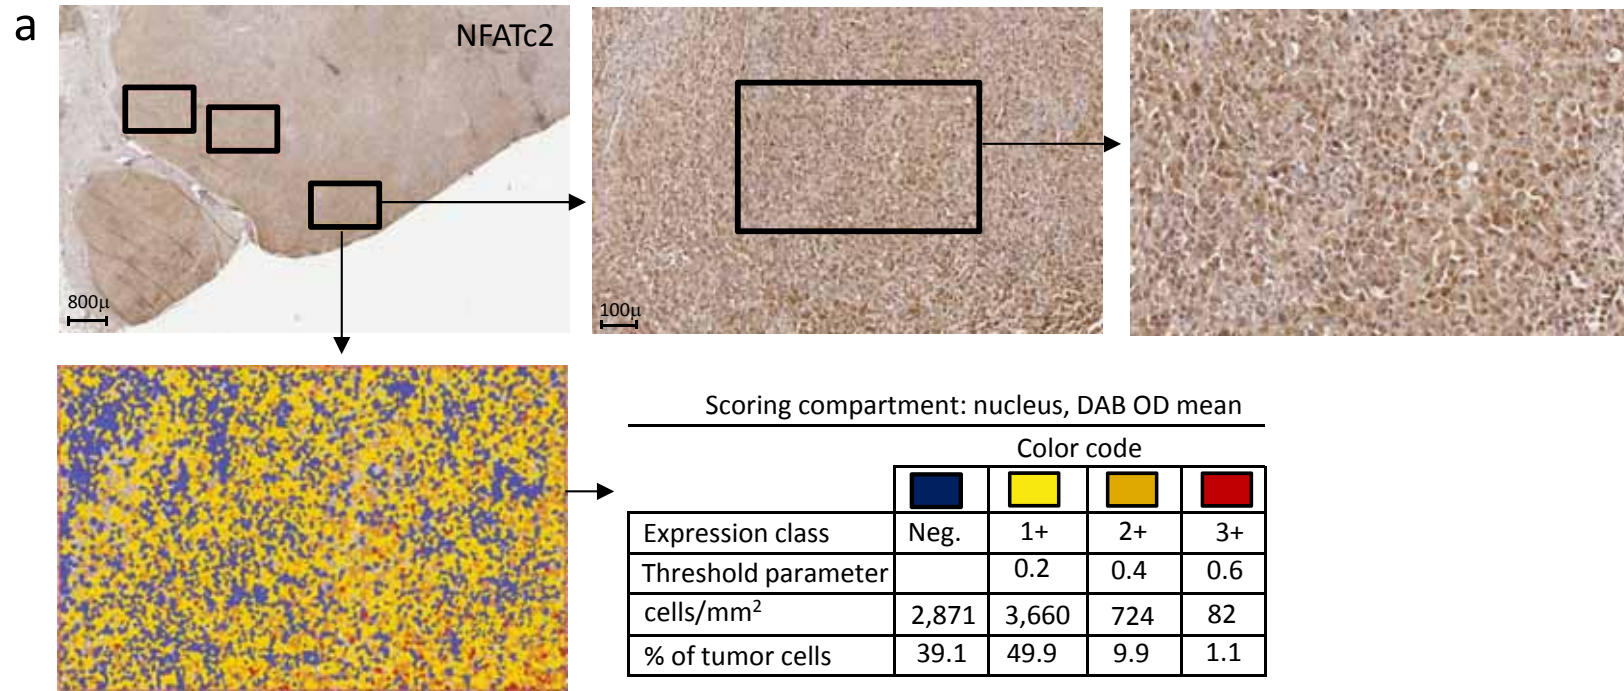 a
NFATc2
800µ
100µ
Scoring compartment: nucleus, DAB OD mean
Color code
Expression class Neg. 1+ 2+ 3+
Threshold parameter 0.2 0.4 0.6
cells/mm² 2,871 3,660 724 82
% of tumor cells 39.1 49.9 9.9 1.1